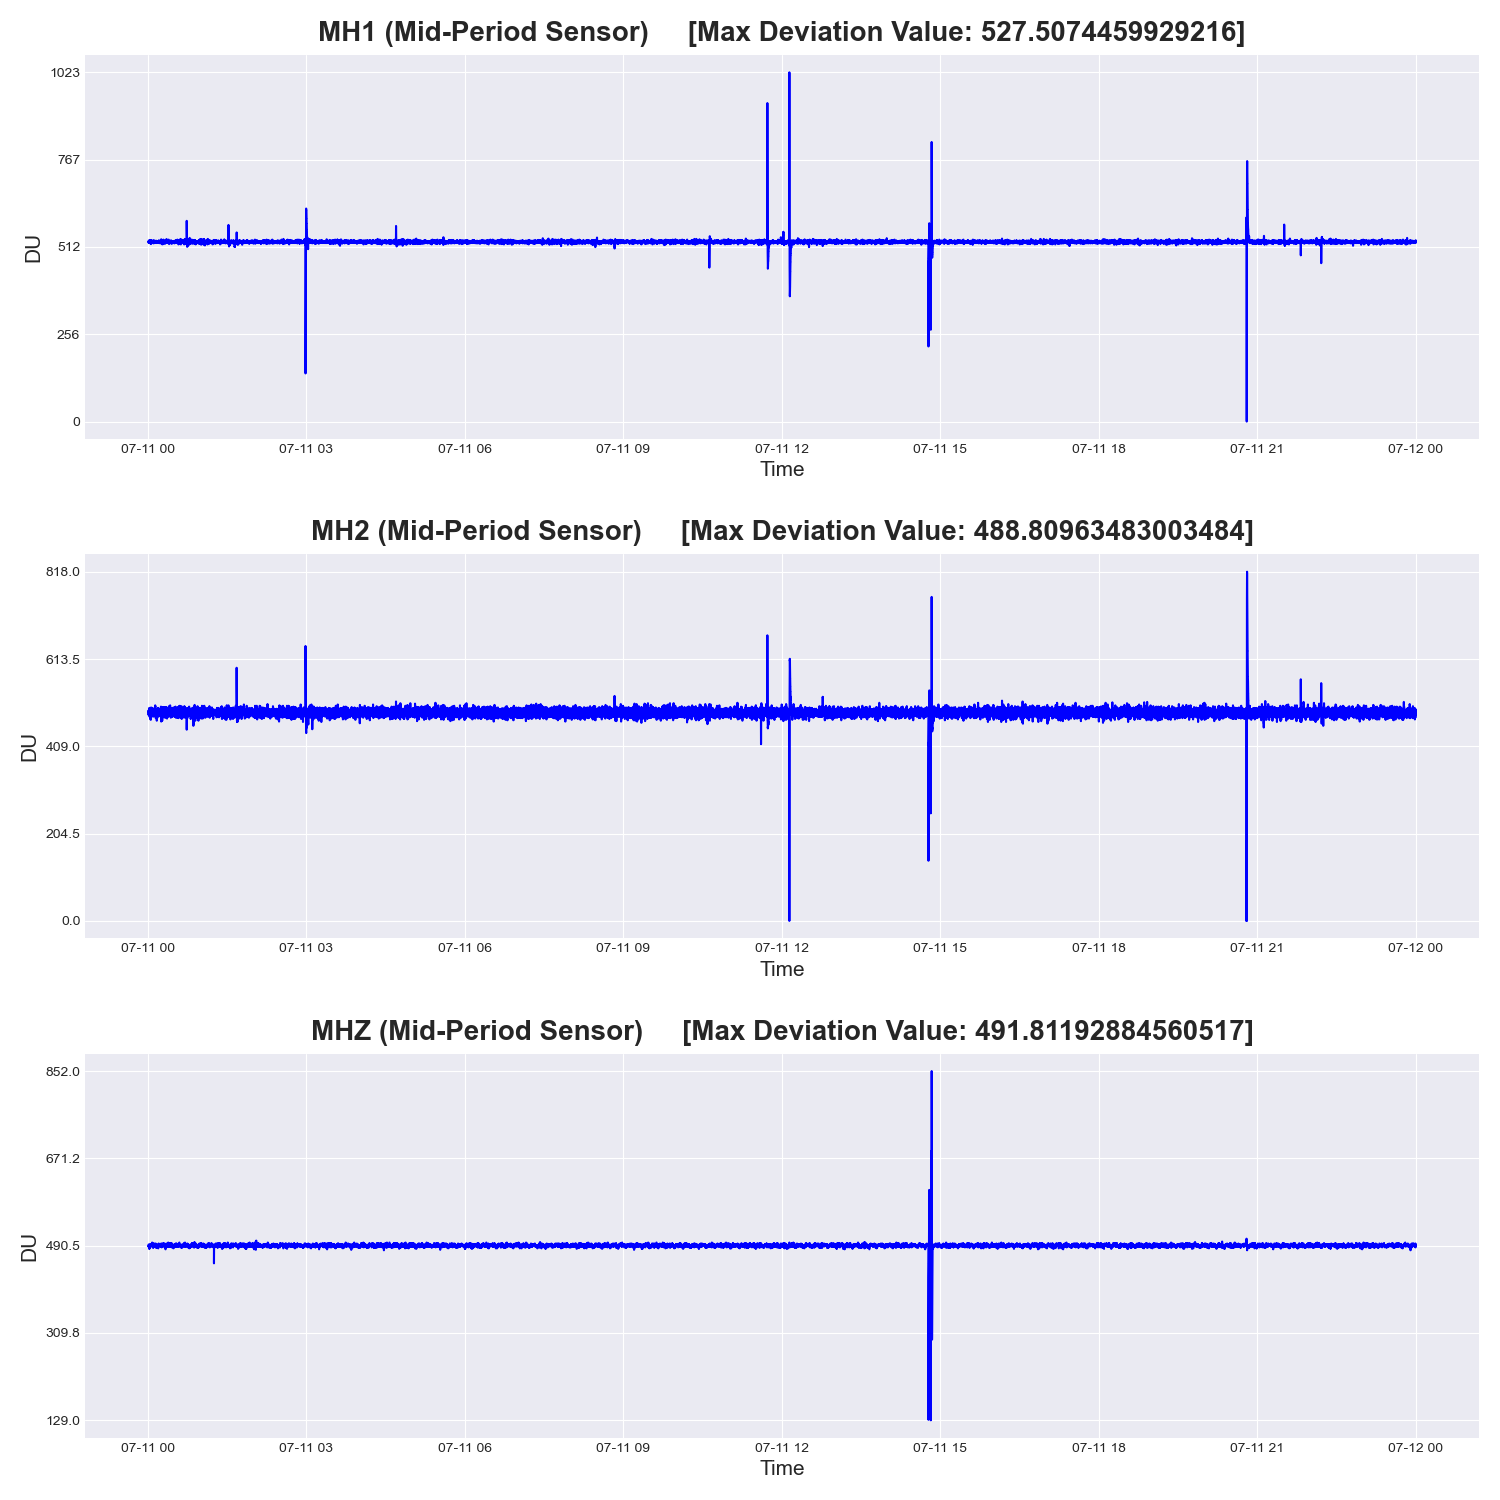 MH1 (Mid-Period Sensor)     [Max Deviation Value: 527.5074459929216]
1023
767
512
256
0
DU
07-11 00 07-11 03 07-11 06 07-11 09 07-11 12 07-11 15 07-11 18 07-11 21 07-12 00
Time
MH2 (Mid-Period Sensor)     [Max Deviation Value: 488.80963483003484]
818.0
613.5
409.0
204.5
0.0
DU
07-11 00 07-11 03 07-11 06 07-11 09 07-11 12 07-11 15 07-11 18 07-11 21 07-12 00
Time
MHZ (Mid-Period Sensor)     [Max Deviation Value: 491.81192884560517]
852.0
671.2
490.5
309.8
129.0
DU
07-11 00 07-11 03 07-11 06 07-11 09 07-11 12 07-11 15 07-11 18 07-11 21 07-12 00
Time